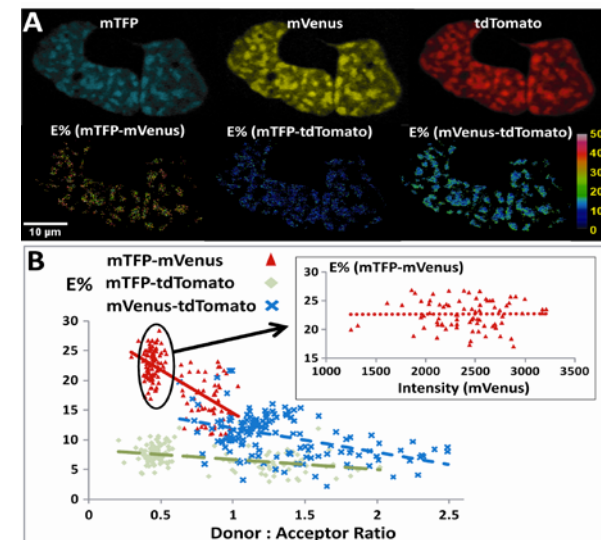 A
mTFP mVenus tdTomato
E% (mTFP-mVenus) E% (mTFP-tdTomato) E% (mVenus-tdTomato)
50
40
30
20
10
00
10 µm
B
mTFP-mVenus
E% mTFP-tdTomato
mVenus-tdTomato
E% (mTFP-mVenus)
30
25
20
15
1000 1500 2000 2500 3000 3500
Intensity (mVenus)
30
25
20
15
10
5
0
0 0.5 1 1.5 2 2.5
Donor : Acceptor Ratio